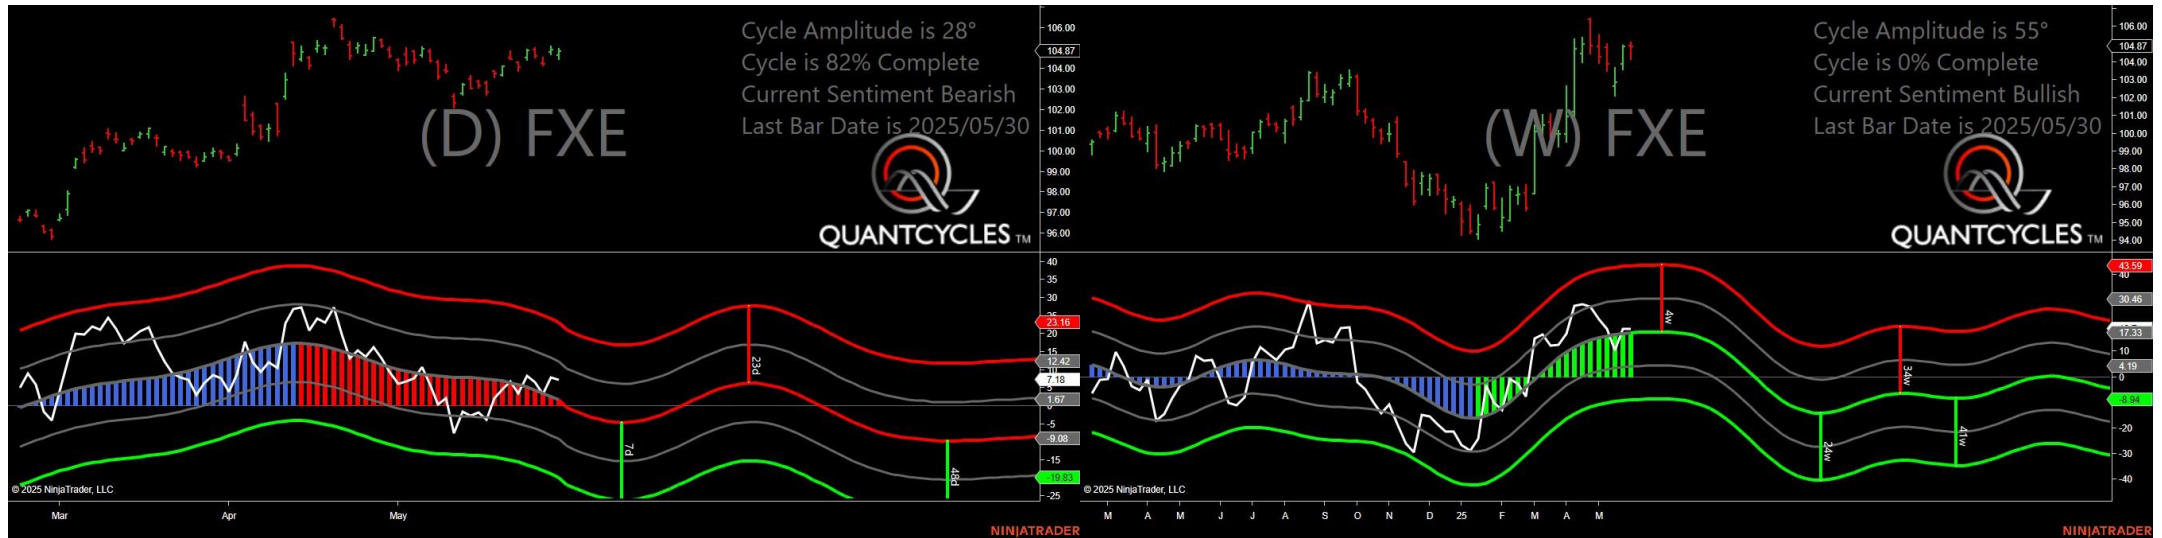 Cycle Amplitude is 28°
Cycle is 82% Complete
Current Sentiment Bearish
Last Bar Date is 2025/05/30
(D) FXE
QUANTCYCLES TM
106.00
104.87
104.00
103.00
102.00
101.00
100.00
99.00
98.00
97.00
96.00
40
35
30
25
23.16
20
15
12.42
10
7.18
5
1.67
0
-5
-9.08
-15
-19.83
-25
23d
7d
48d
© 2025 NinjaTrader, LLC
Mar Apr May
NINJATRADER
Cycle Amplitude is 55°
Cycle is 0% Complete
Current Sentiment Bullish
Last Bar Date is 2025/05/30
(W) FXE
QUANTCYCLES TM
106.00
104.87
104.00
103.00
102.00
101.00
100.00
99.00
98.00
97.00
96.00
95.00
94.00
43.59
40
30.46
17.33
10
4.19
0
-8.94
-20
-30
-40
4w
34w
24w
41w
© 2025 NinjaTrader, LLC
M A M J J A S O N D 25 F M A M
NINJATRADER